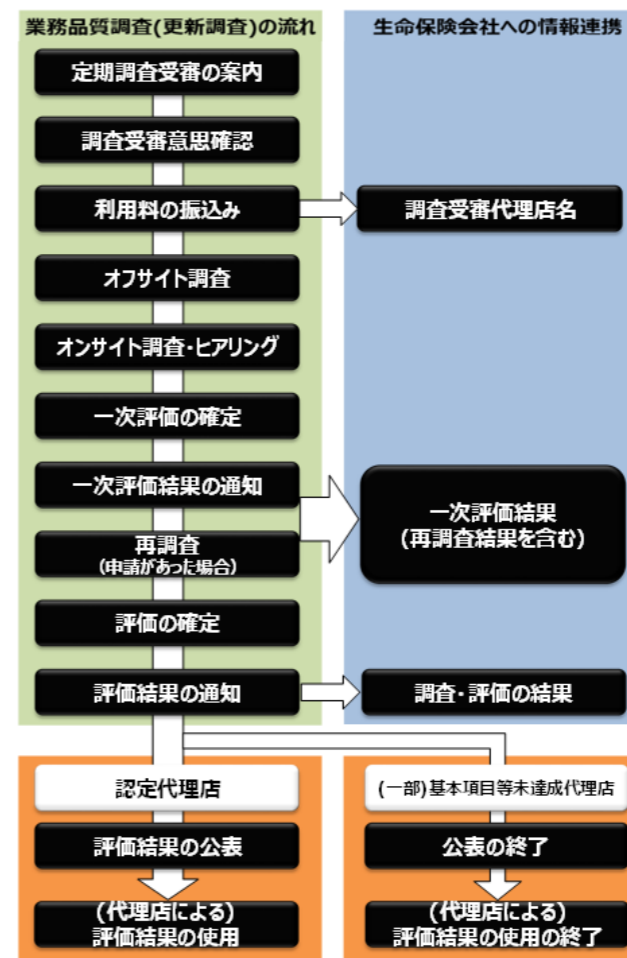 業務品質調査(更新調査)の流れ
生命保険会社への情報連携
定期調査受審の案内
調査受審意思確認
利用料の振込み
調査受審代理店名
オフサイト調査
オンサイト調査・ヒアリング
一次評価の確定
一次評価結果の通知
一次評価結果
(再調査結果を含む)
再調査
(申請があった場合)
評価の確定
評価結果の通知
調査・評価の結果
認定代理店
(一部)基本項目等未達成代理店
評価結果の公表
公表の終了
(代理店による)
評価結果の使用
(代理店による)
評価結果の使用の終了